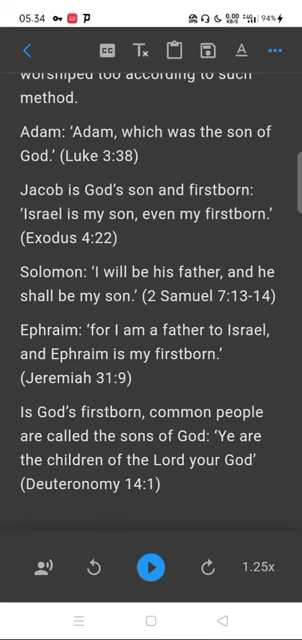 05.34
0.00
KB/S
94%
CC
A
worshiped too according to such
method.
Adam: ‘Adam, which was the son of
God.’ (Luke 3:38)
Jacob is God’s son and firstborn:
‘Israel is my son, even my firstborn.’
(Exodus 4:22)
Solomon: ‘I will be his father, and he
shall be my son.’ (2 Samuel 7:13-14)
Ephraim: ‘for I am a father to Israel,
and Ephraim is my firstborn.’
(Jeremiah 31:9)
Is God’s firstborn, common people
are called the sons of God: ‘Ye are
the children of the Lord your God’
(Deuteronomy 14:1)
1.25x